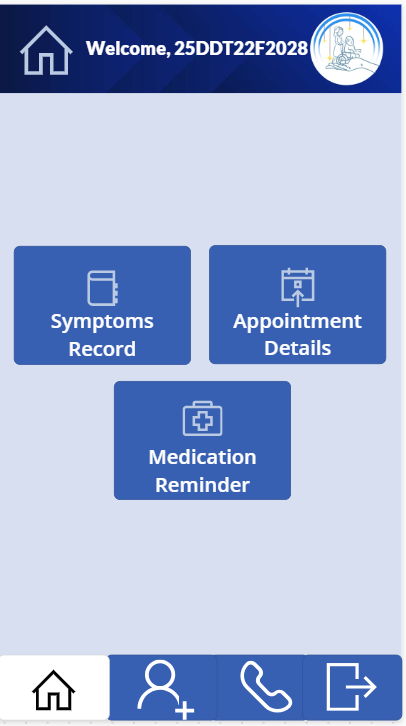 Welcome, 25DDT22F2028
Symptoms
Record
Appointment
Details
Medication
Reminder